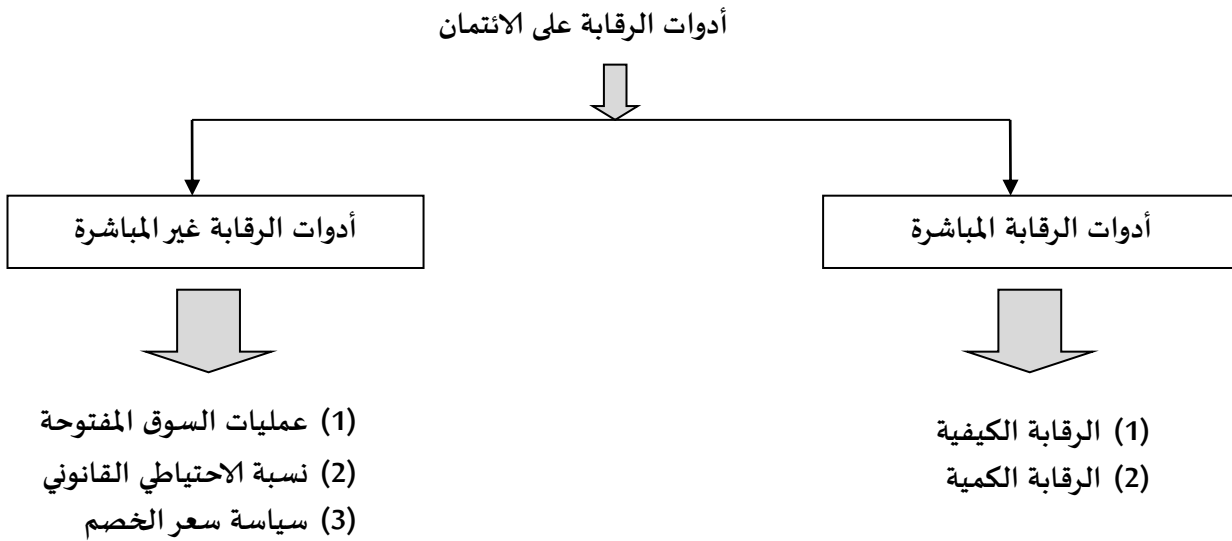 أدوات الرقابة على الائتمان
أدوات الرقابة المباشرة
أدوات الرقابة غير المباشرة
(1) الرقابة الكيفية
(2) الرقابة الكمية
(1) عمليات السوق المفتوحة
(2) نسبة الاحتياطي القانوني
(3) سياسة سعر الخصم